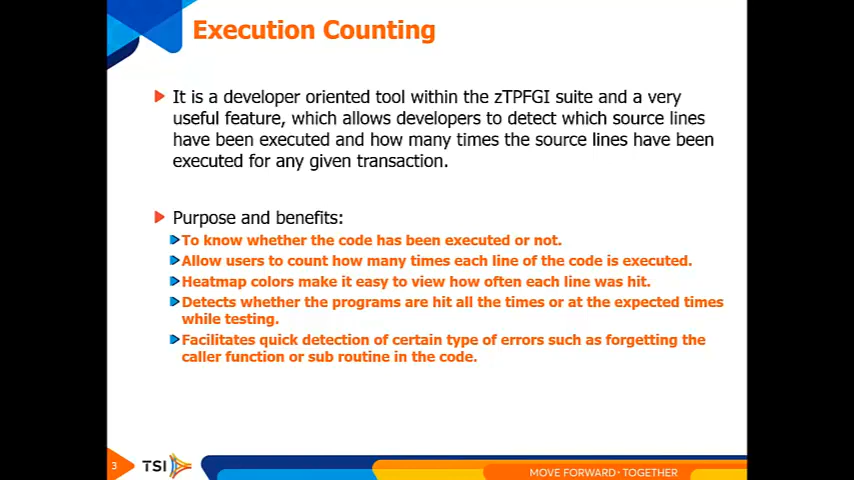 Execution Counting
It is a developer oriented tool within the zTPFGI suite and a very
useful feature, which allows developers to detect which source lines
have been executed and how many times the source lines have been
executed for any given transaction.
Purpose and benefits:
To know whether the code has been executed or not.
Allow users to count how many times each line of the code is executed.
Heatmap colors make it easy to view how often each line was hit.
Detects whether the programs are hit all the times or at the expected times
while testing.
Facilitates quick detection of certain type of errors such as forgetting the
caller function or sub routine in the code.
3
TSI
MOVE FORWARD · TOGETHER